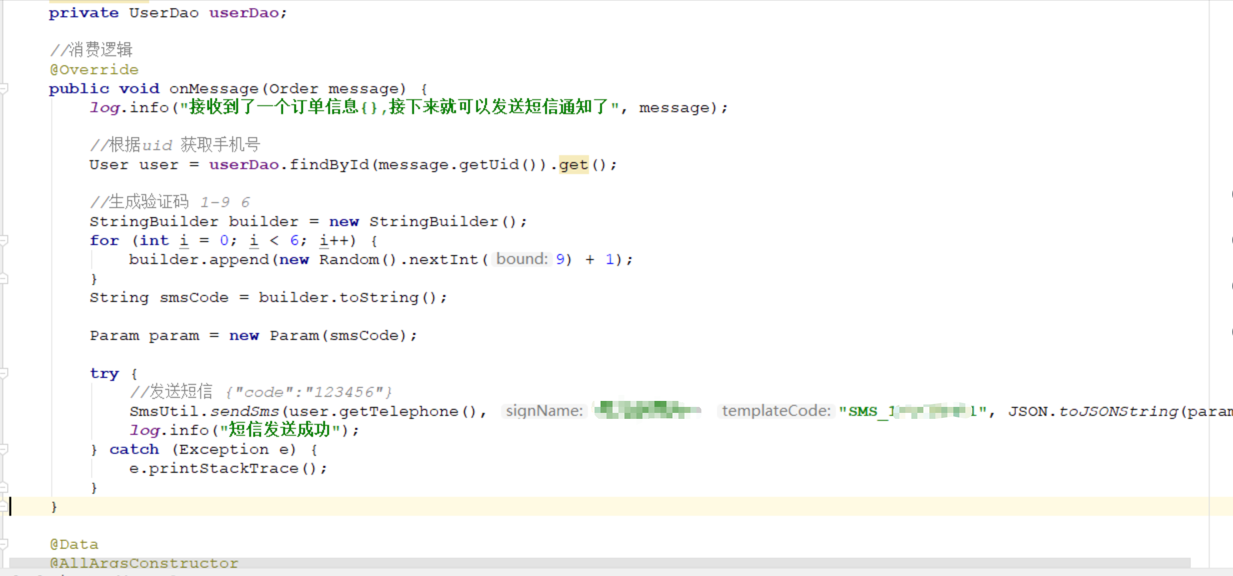 private UserDao userDao;
//消费逻辑
@Override
public void onMessage(Order message) {
log.info("接收到了一个订单信息{},接下来就可以发送短信通知了", message);
//根据uid 获取手机号
User user = userDao.findById(message.getUid()).get();
//生成验证码 1-9 6
StringBuilder builder = new StringBuilder();
for (int i = 0; i < 6; i++) {
builder.append(new Random().nextInt( bound: 9) + 1);
}
String smsCode = builder.toString();
Param param = new Param(smsCode);
try {
//发送短信 {"code":"123456"}
SmsUtil.sendSms(user.getTelephone(), signName: templateCode: "SMS_ ", JSON.toJSONString(param
log.info("短信发送成功");
} catch (Exception e) {
e.printStackTrace();
}
}
@Data
@AllArgsConstructor